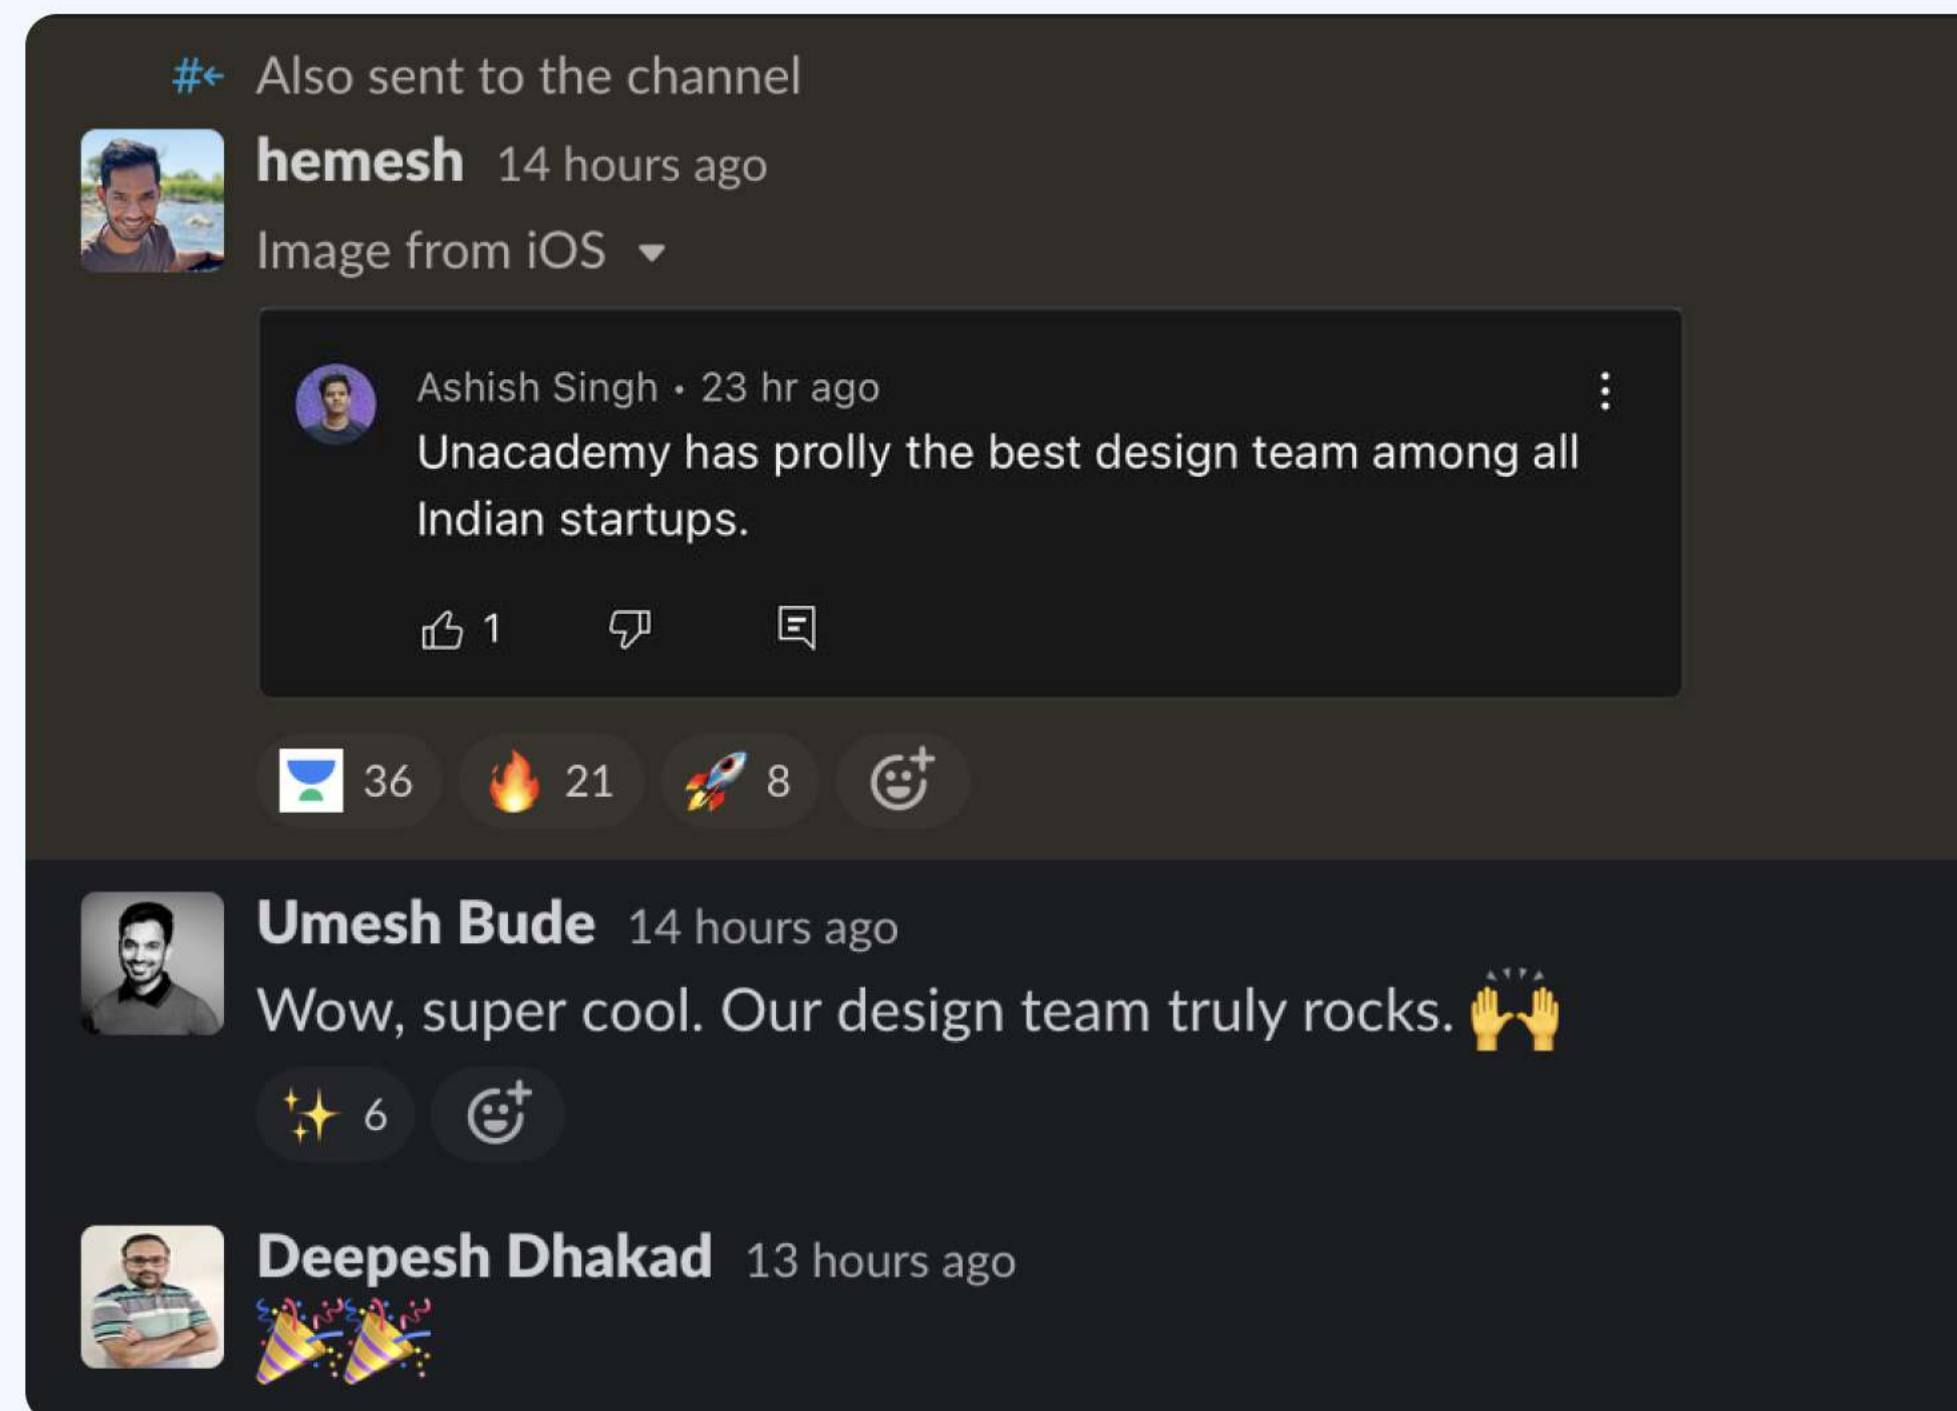 Also sent to the channel
hemesh 14 hours ago
Image from iOS
Ashish Singh • 23 hr ago
Unacademy has prolly the best design team among all
Indian startups.
1
36 21 8
Umesh Bude 14 hours ago
Wow, super cool. Our design team truly rocks. 🙌
6
Deepesh Dhakad 13 hours ago
🎉🎉